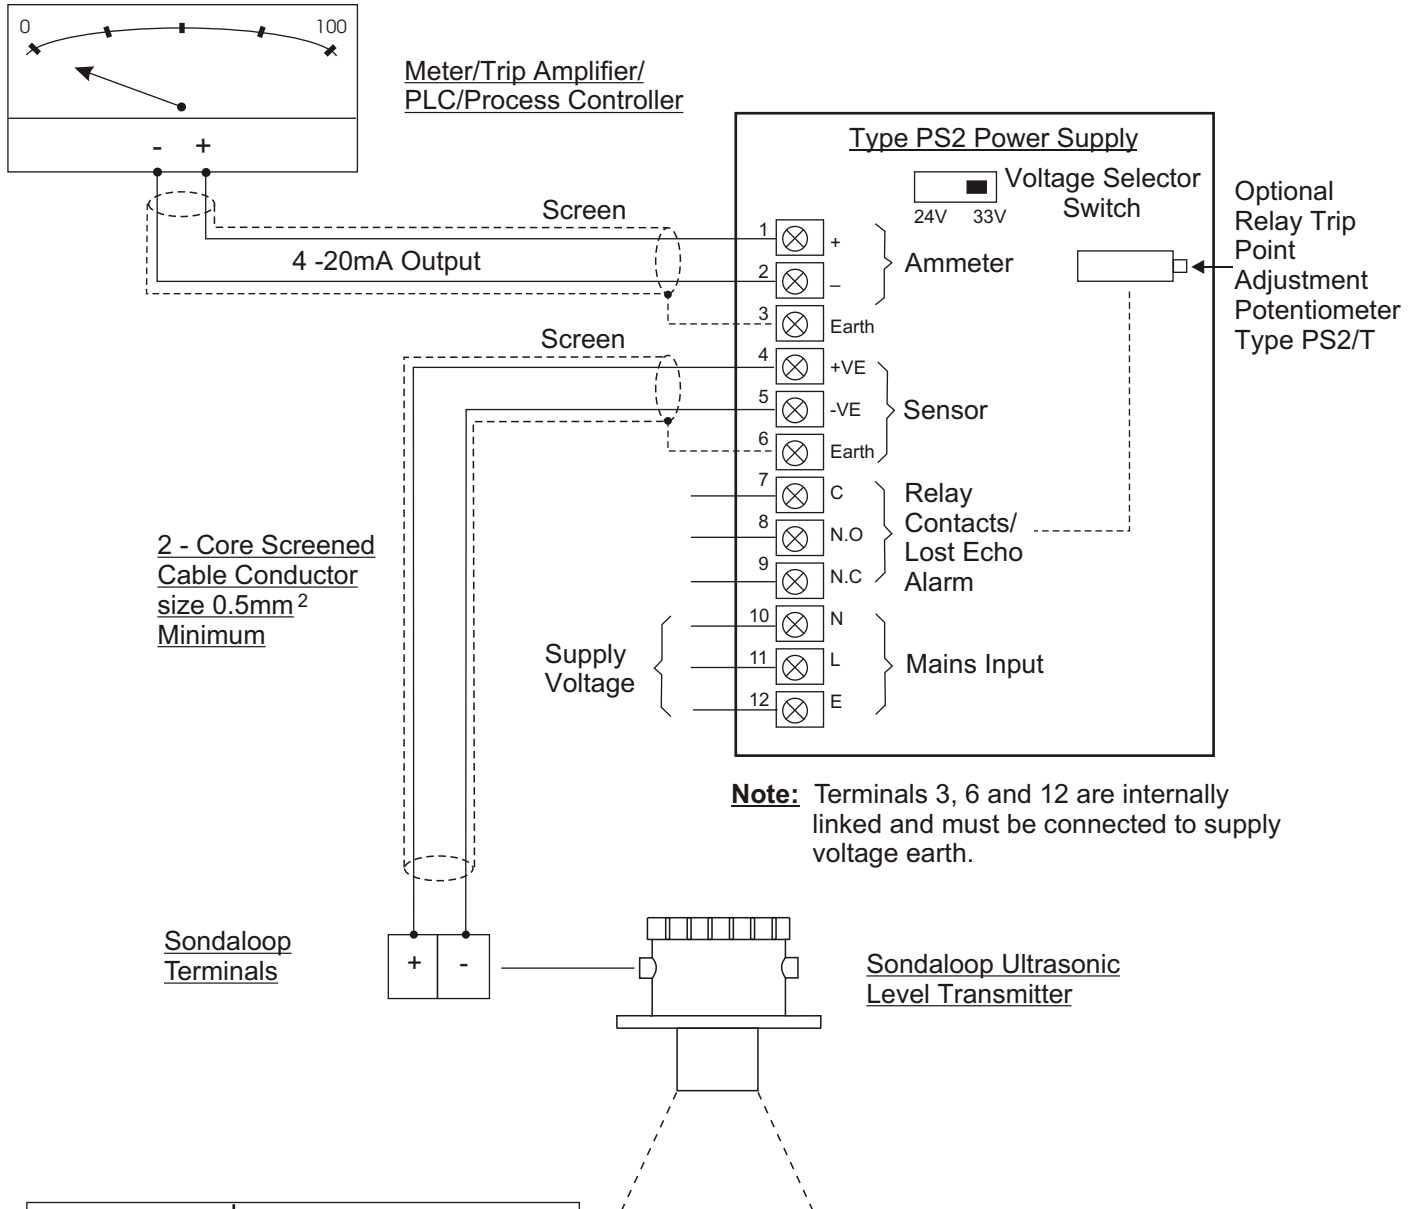 0 100
Meter/Trip Amplifier/
PLC/Process Controller
- +
Type PS2 Power Supply
Voltage Selector
Switch
24V 33V
Optional
Relay Trip
Point
Adjustment
Potentiometer
Type PS2/T
Screen
4 -20mA Output
1 +
2 –
3 Earth
Ammeter
Screen
4 +VE
5 -VE
6 Earth
Sensor
7 C
8 N.O
9 N.C
Relay
Contacts/
Lost Echo
Alarm
2 - Core Screened
Cable Conductor
size 0.5mm 2
Minimum
Supply
Voltage
10 N
11 L
12 E
Mains Input
Note: Terminals 3, 6 and 12 are internally
linked and must be connected to supply
voltage earth.
Sondaloop
Terminals
+ -
Sondaloop Ultrasonic
Level Transmitter